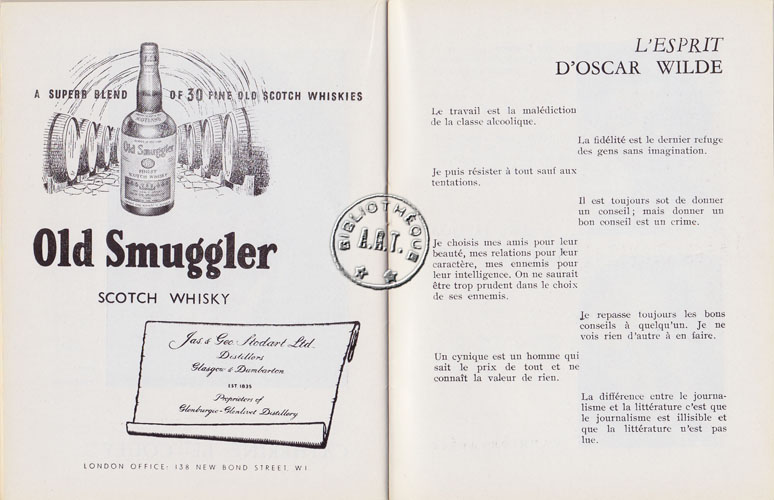 A SUPERB BLEND OF 30 FINE OLD SCOTCH WHISKIES
Old Smuggler
FINEST
SCOTCH WHISKY
Old Smuggler
SCOTCH WHISKY
Jas & Geo. Stodart Ltd.
Distillers
Glasgow & Dumbarton
EST 1835
Proprietors of
Glenburgie-Glenlivet Distillery
LONDON OFFICE: 138 NEW BOND STREET. W.1
BIBLIOTHÈQUE
A.R.T.
L'ESPRIT
D'OSCAR WILDE
Le travail est la malédiction
de la classe alcoolique.
La fidélité est le dernier refuge
des gens sans imagination.
Je puis résister à tout sauf aux
tentations.
Il est toujours sot de donner
un conseil ; mais donner un
bon conseil est un crime.
Je choisis mes amis pour leur
beauté, mes relations pour leur
caractère, mes ennemis pour
leur intelligence. On ne saurait
être trop prudent dans le choix
de ses ennemis.
Je repasse toujours les bons
conseils à quelqu'un. Je ne
vois rien d'autre à en faire.
Un cynique est un homme qui
sait le prix de tout et ne
connaît la valeur de rien.
La différence entre le journa-
lisme et la littérature c'est que
le journalisme est illisible et
que la littérature n'est pas
lue.